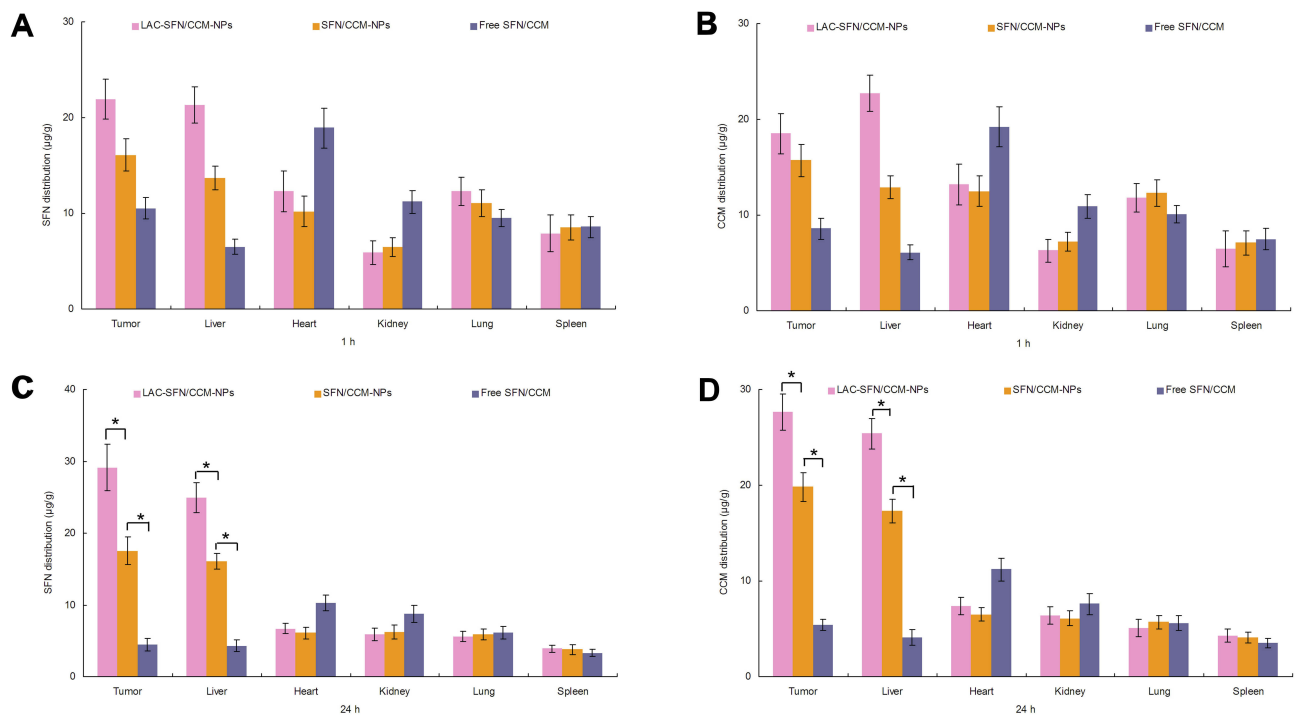 A
LAC-SFN/CCM-NPs SFN/CCM-NPs Free SFN/CCM
30
20
10
0
SFN distribution (µg/g)
Tumor Liver Heart Kidney Lung Spleen
1 h
B
LAC-SFN/CCM-NPs SFN/CCM-NPs Free SFN/CCM
30
20
10
0
CCM distribution (µg/g)
Tumor Liver Heart Kidney Lung Spleen
1 h
C
LAC-SFN/CCM-NPs SFN/CCM-NPs Free SFN/CCM
40
30
20
10
0
SFN distribution (µg/g)
* * * *
Tumor Liver Heart Kidney Lung Spleen
24 h
D
LAC-SFN/CCM-NPs SFN/CCM-NPs Free SFN/CCM
30
20
10
0
CCM distribution (µg/g)
* * * *
Tumor Liver Heart Kidney Lung Spleen
24 h